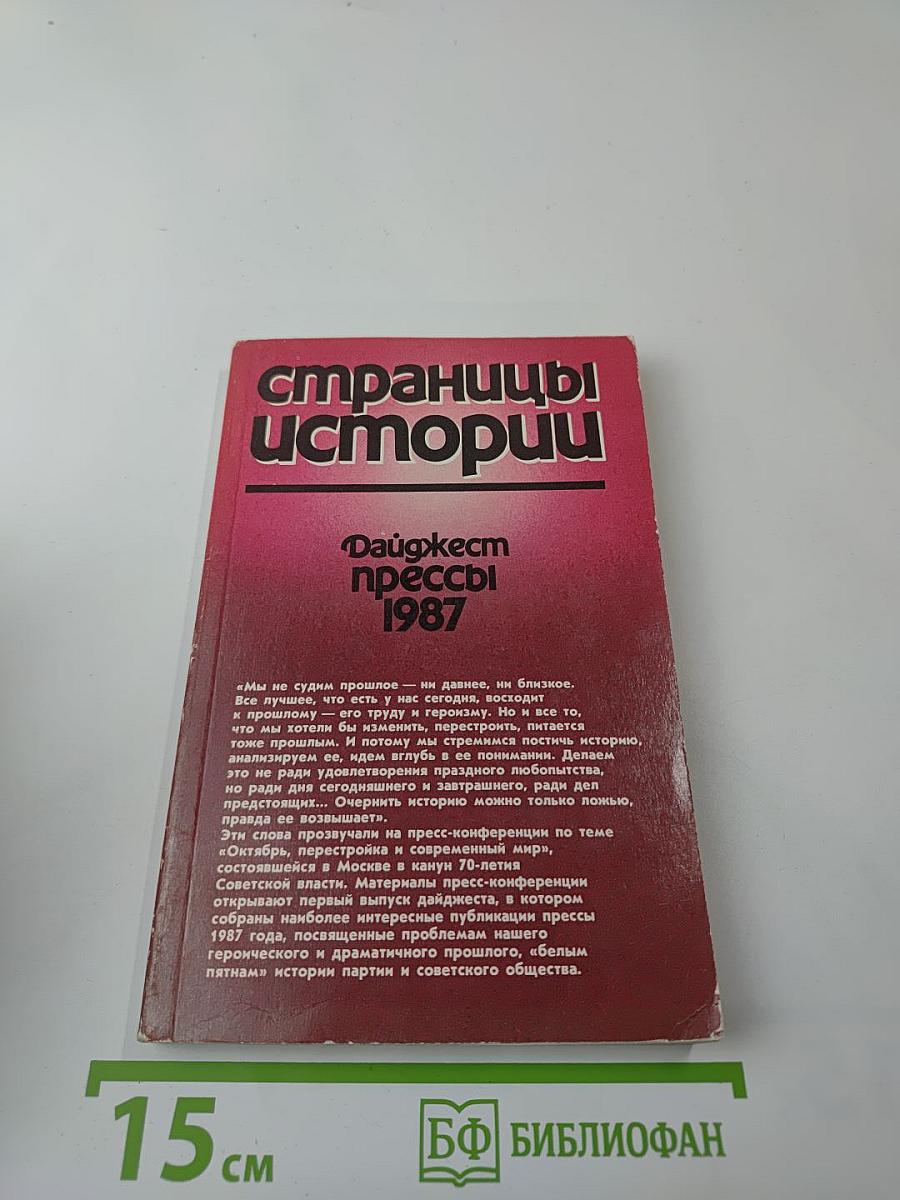 страницы
истории
Дайджест
прессы
1987
«Мы не судим прошлое — ни давнее, ни близкое.
Все лучшее, что есть у нас сегодня, восходит
к прошлому — его труду и героизму. Но и все то,
что мы хотели бы изменить, перестроить, питается
тоже прошлым. И потому мы стремимся постичь историю,
анализируем ее, идем вглубь в ее понимании. Делаем
это не ради удовлетворения праздного любопытства,
но ради дня сегодняшнего и завтрашнего, ради дел
предстоящих... Очернить историю можно только ложью,
правда ее возвышает».
Эти слова прозвучали на пресс-конференции по теме
«Октябрь, перестройка и современный мир»,
состоявшейся в Москве в канун 70-летия
Советской власти. Материалы пресс-конференции
открывают первый выпуск дайджеста, в котором
собраны наиболее интересные публикации прессы
1987 года, посвященные проблемам нашего
героического и драматичного прошлого, «белым
пятнам» истории партии и советского общества.
15 см
БФ БИБЛИОФАН